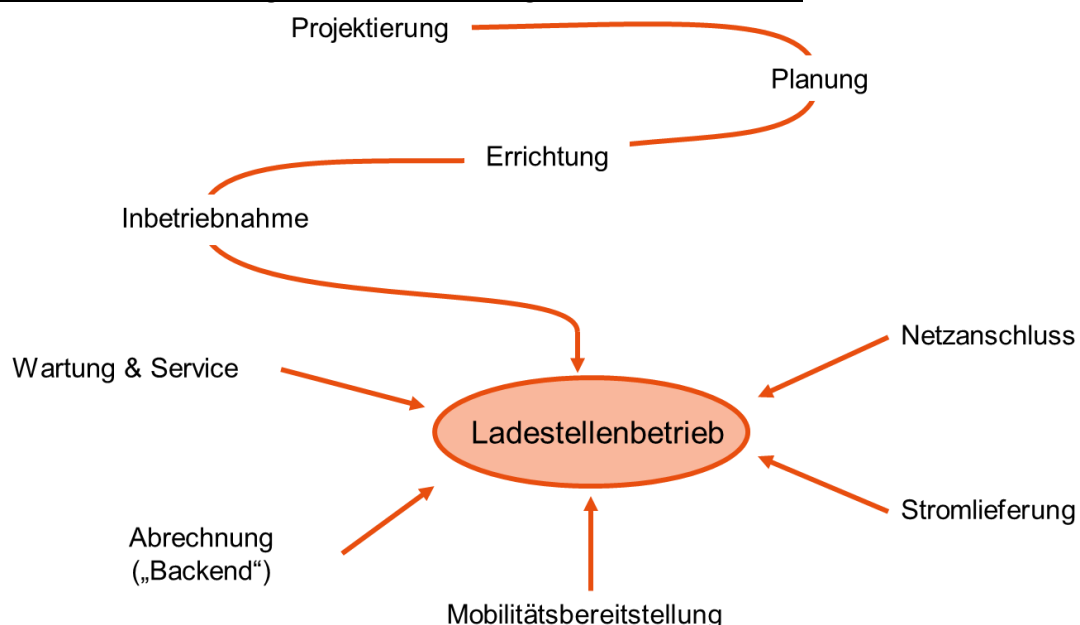 Projektierung
Planung
Errichtung
Inbetriebnahme
Netzanschluss
Wartung & Service
Ladestellenbetrieb
Stromlieferung
Abrechnung
(„Backend“)
Mobilitätsbereitstellung